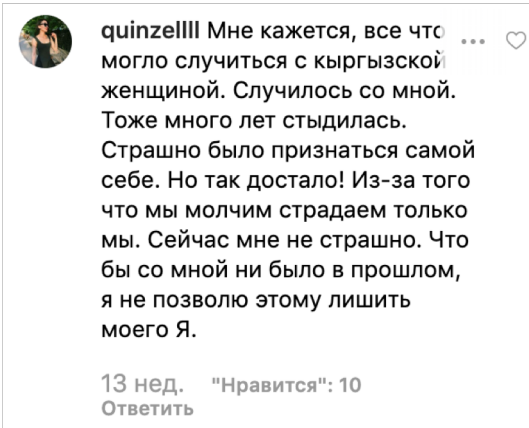 quinzellll Мне кажется, все что
могло случиться с кыргызской
женщиной. Случилось со мной.
Тоже много лет стыдилась.
Страшно было признаться самой
себе. Но так достало! Из-за того
что мы молчим страдаем только
мы. Сейчас мне не страшно. Что
бы со мной ни было в прошлом,
я не позволю этому лишить
моего Я.
13 нед. "Нравится": 10
Ответить